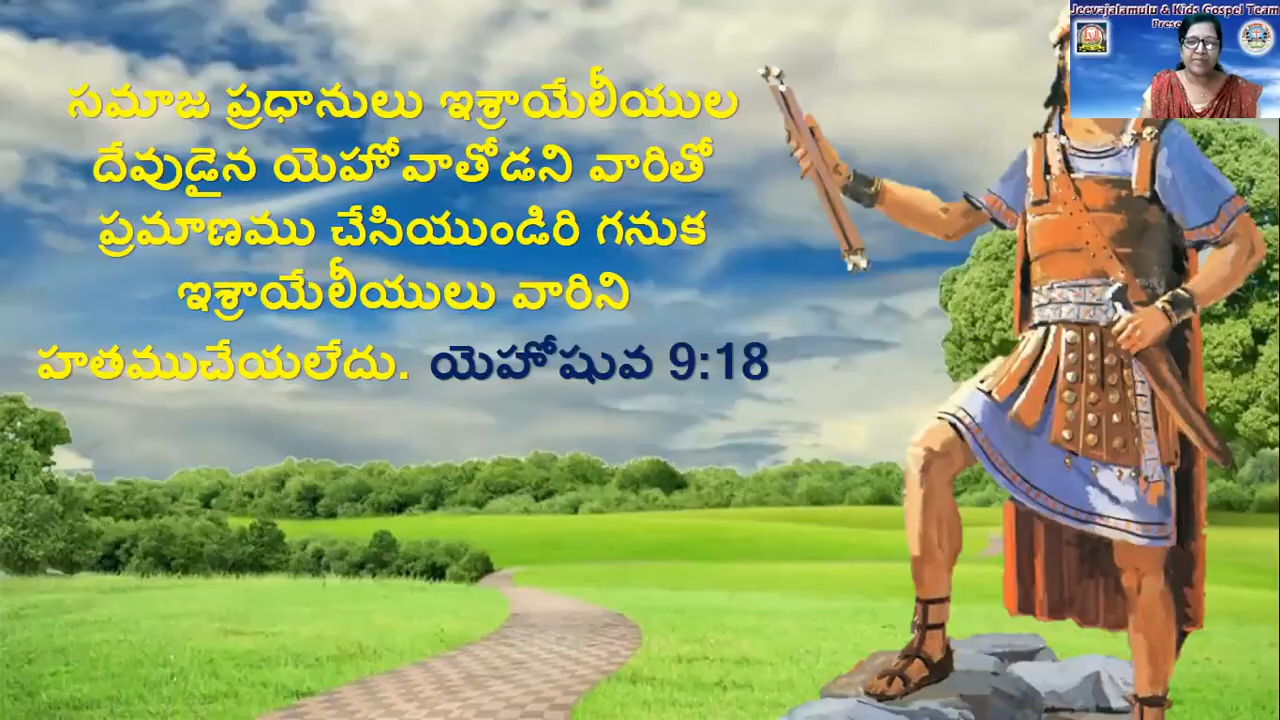 సమాజ ప్రధానులు ఇశ్రాయేలీయుల
దేవుడైన యెహోవాతోడని వారితో
ప్రమాణము చేసియుండిరి గనుక
ఇశ్రాయేలీయులు వారిని
హతముచేయలేదు. యెహోషువ 9:18
Jeevajalamulu & Kids Gospel Team